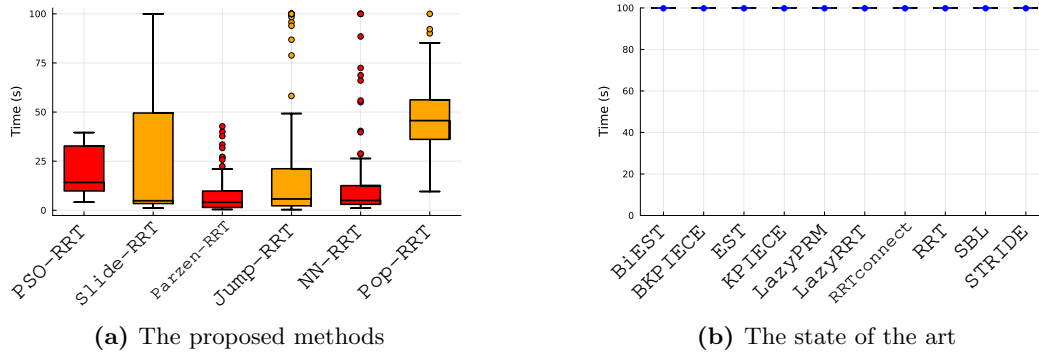 100
75
50
25
0
Time (s)
PSO-RRT
Slide-RRT
Parzen-RRT
Jump-RRT
NN-RRT
Pop-RRT
(a) The proposed methods
100
80
60
40
20
0
Time (s)
BiEST
BKPIECE
EST
KPIECE
LazyPRM
LazyRRT
RRTconnect
RRT
SBL
STRIDE
(b) The state of the art